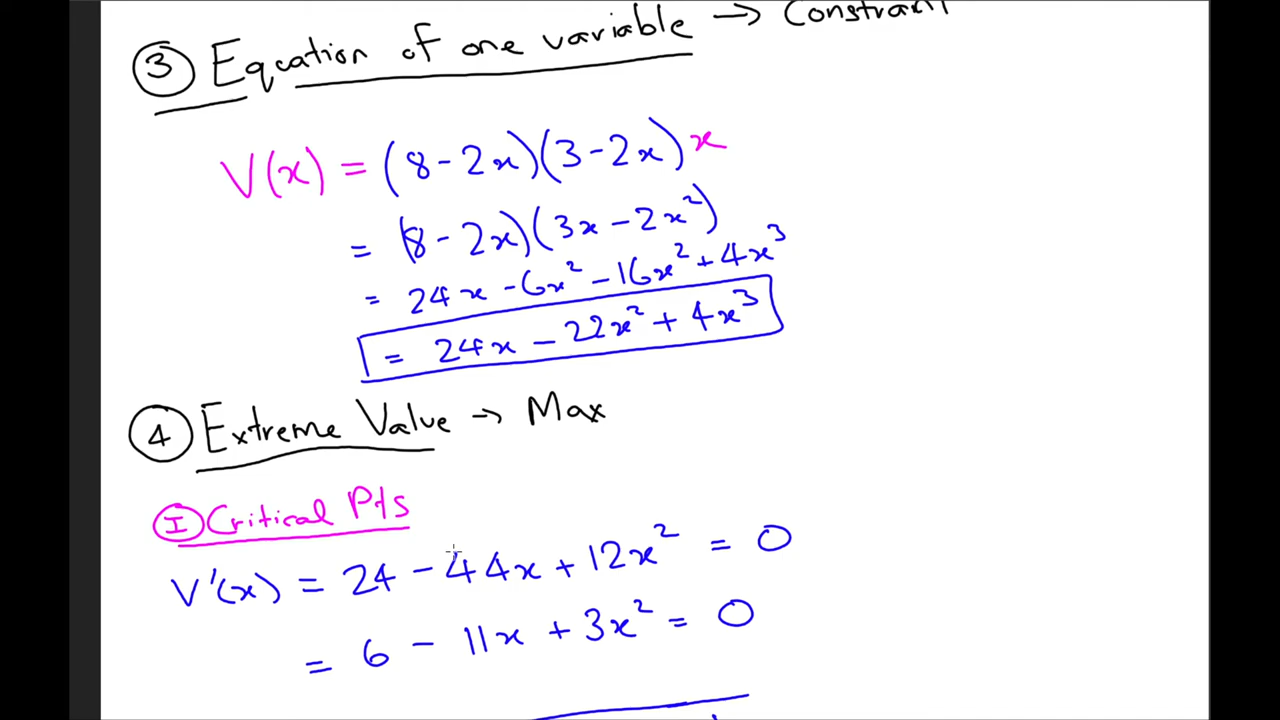 ③ Equation of one variable → Constraint
V(x) = (8 - 2x)(3 - 2x)x
= (8 - 2x)(3x - 2x²)
= 24x - 6x² - 16x² + 4x³
= 24x - 22x² + 4x³
④ Extreme Value → Max
Ⓘ Critical Pts
V'(x) = 24 - 44x + 12x² = 0
= 6 - 11x + 3x² = 0